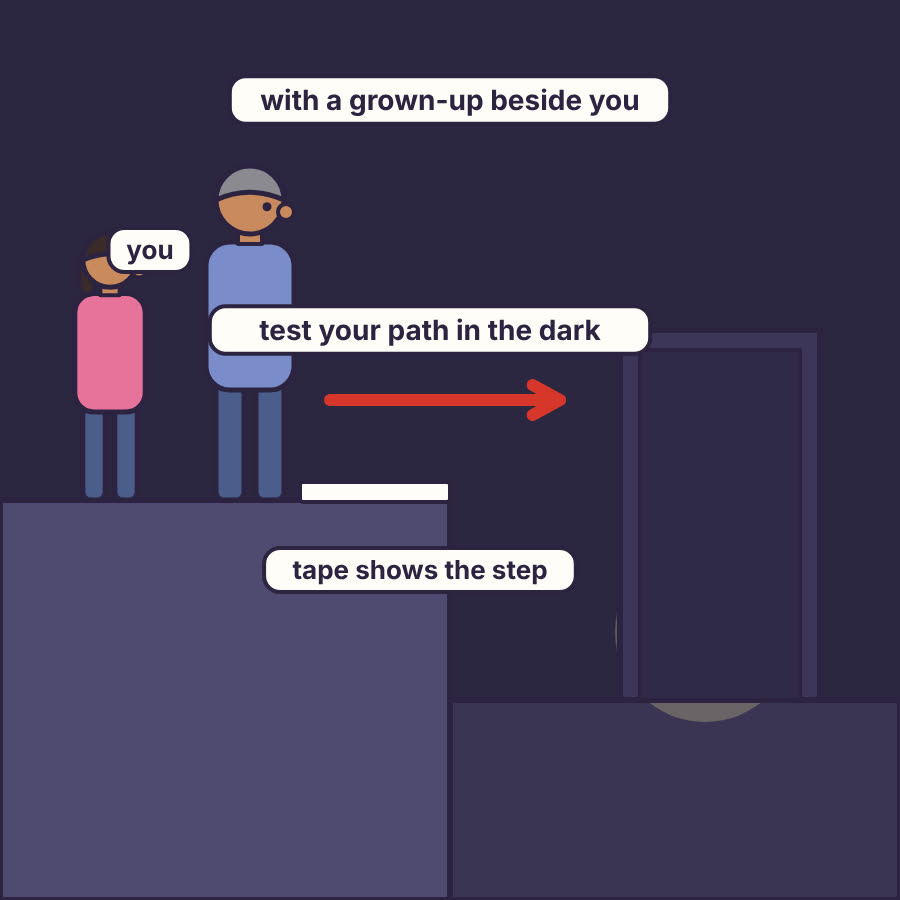 with a grown-up beside you
you
test your path in the dark
tape shows the step